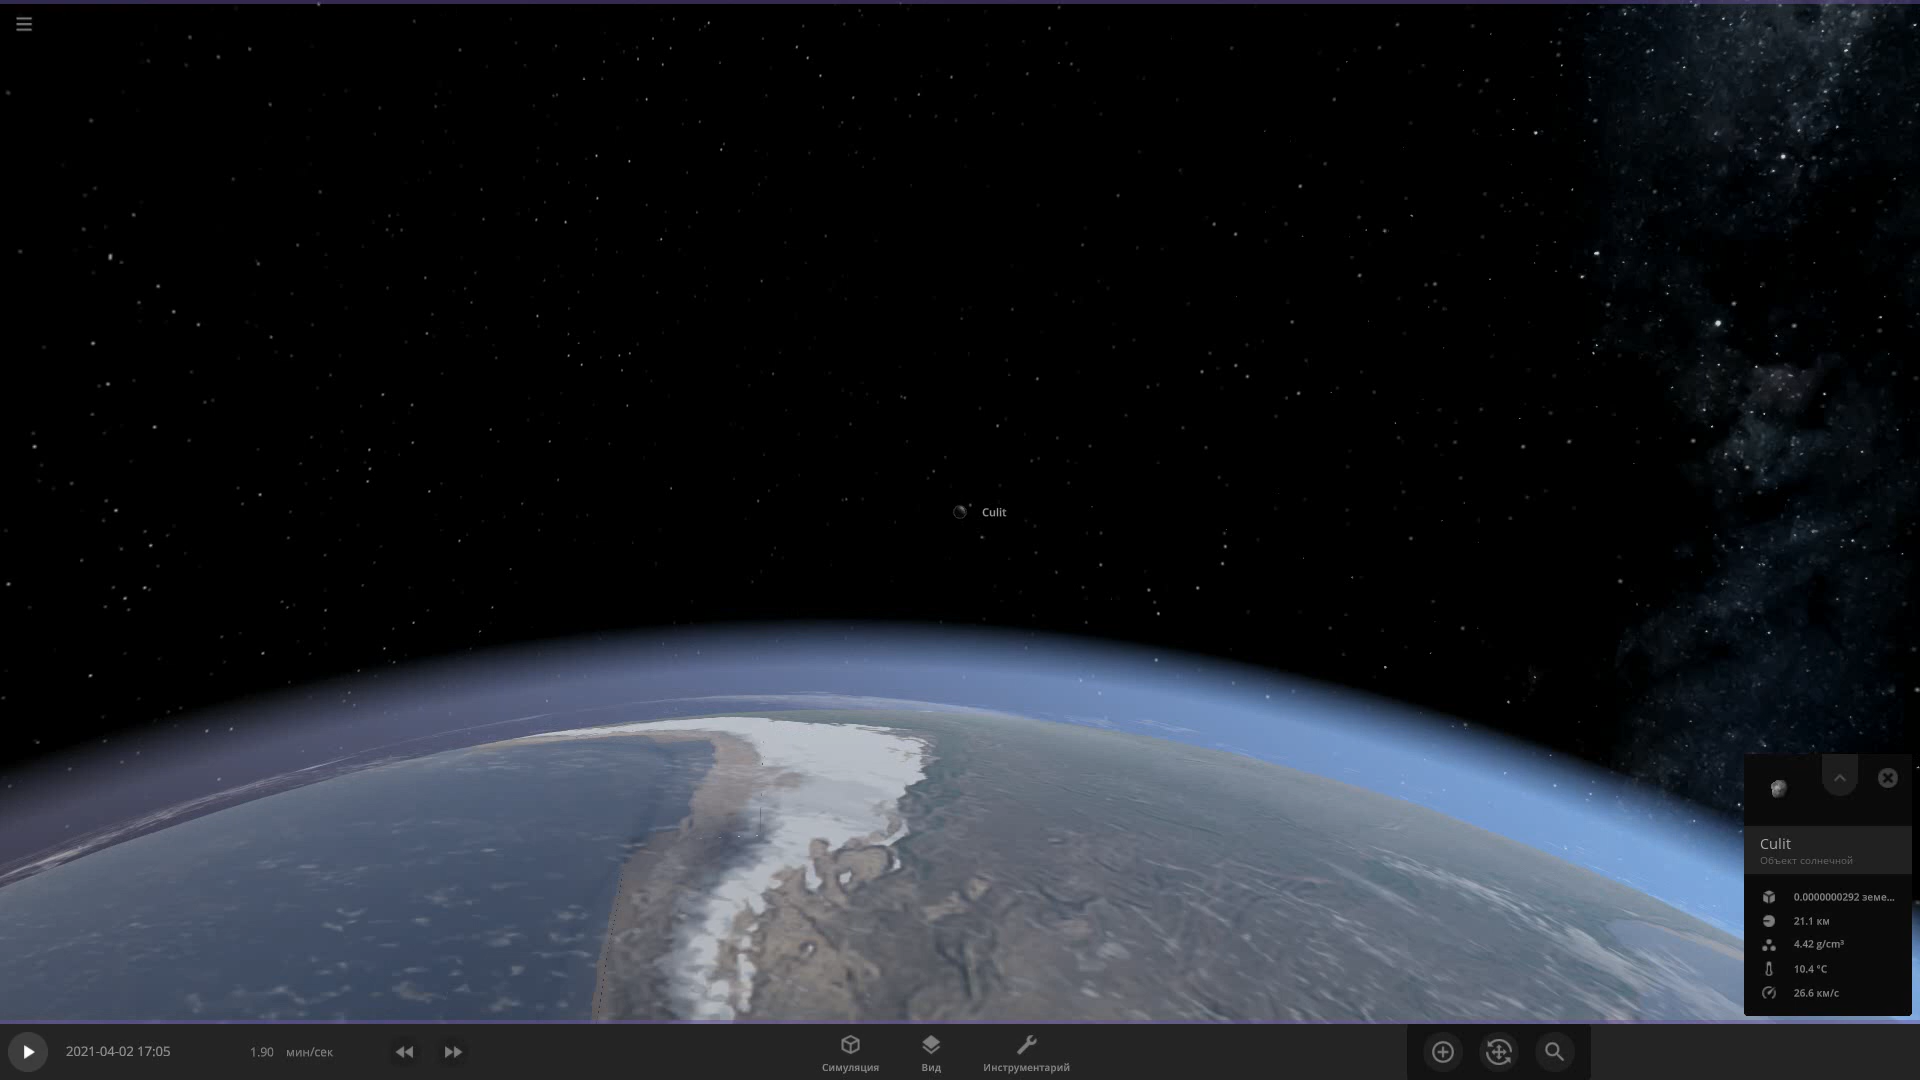 Culit
Culit
Объект солнечной
0.0000000292 земе...
21.1 км
4.42 g/cm³
10.4 °C
26.6 км/с
2021-04-02 17:05
1.90 мин/сек
Симуляция
Вид
Инструментарий